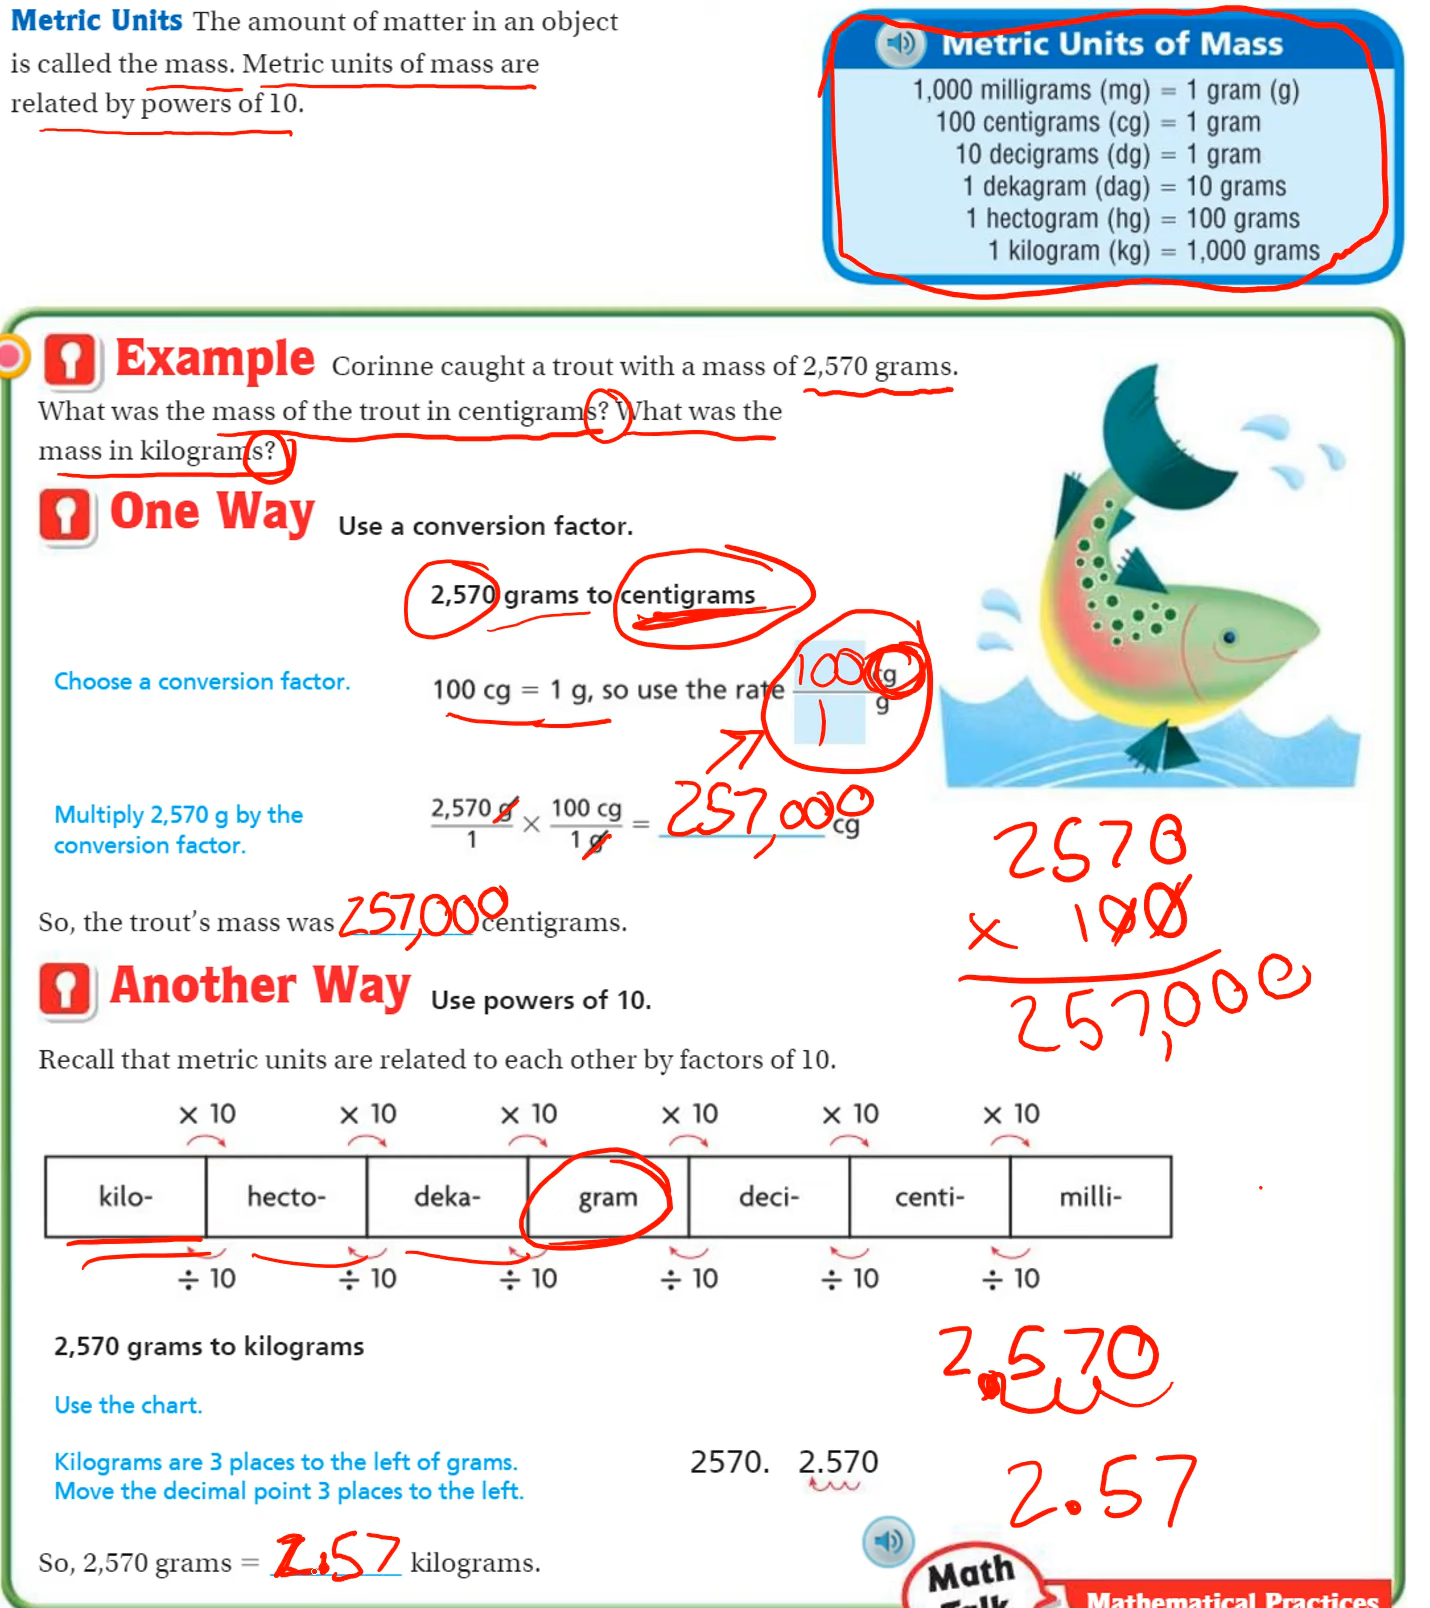 Metric Units The amount of matter in an object
is called the mass. Metric units of mass are
related by powers of 10.
Metric Units of Mass
1,000 milligrams (mg) = 1 gram (g)
100 centigrams (cg) = 1 gram
10 decigrams (dg) = 1 gram
1 dekagram (dag) = 10 grams
1 hectogram (hg) = 100 grams
1 kilogram (kg) = 1,000 grams
Example Corinne caught a trout with a mass of 2,570 grams.
What was the mass of the trout in centigrams? What was the
mass in kilograms?
One Way Use a conversion factor.
2,570 grams to centigrams
Choose a conversion factor.
100 cg = 1 g, so use the rate 100 cg / 1 g
Multiply 2,570 g by the
conversion factor.
2,570 g / 1 × 100 cg / 1 g = 257,000 cg
2570
× 100
257,000
So, the trout's mass was 257,000 centigrams.
Another Way Use powers of 10.
Recall that metric units are related to each other by factors of 10.
× 10 × 10 × 10 × 10 × 10 × 10
kilo- hecto- deka- gram deci- centi- milli-
÷ 10 ÷ 10 ÷ 10 ÷ 10 ÷ 10 ÷ 10
2,570 grams to kilograms
2.570
Use the chart.
Kilograms are 3 places to the left of grams.
Move the decimal point 3 places to the left.
2570. 2.570
2.57
So, 2,570 grams = 2.57 kilograms.
Math
Talk
Mathematical Practices